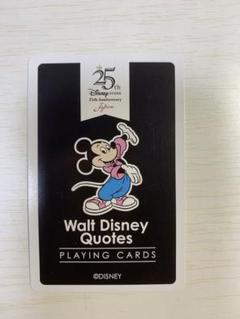 25th
Disney STORE
25th Anniversary
Japan
Walt Disney
Quotes
PLAYING CARDS
©DISNEY